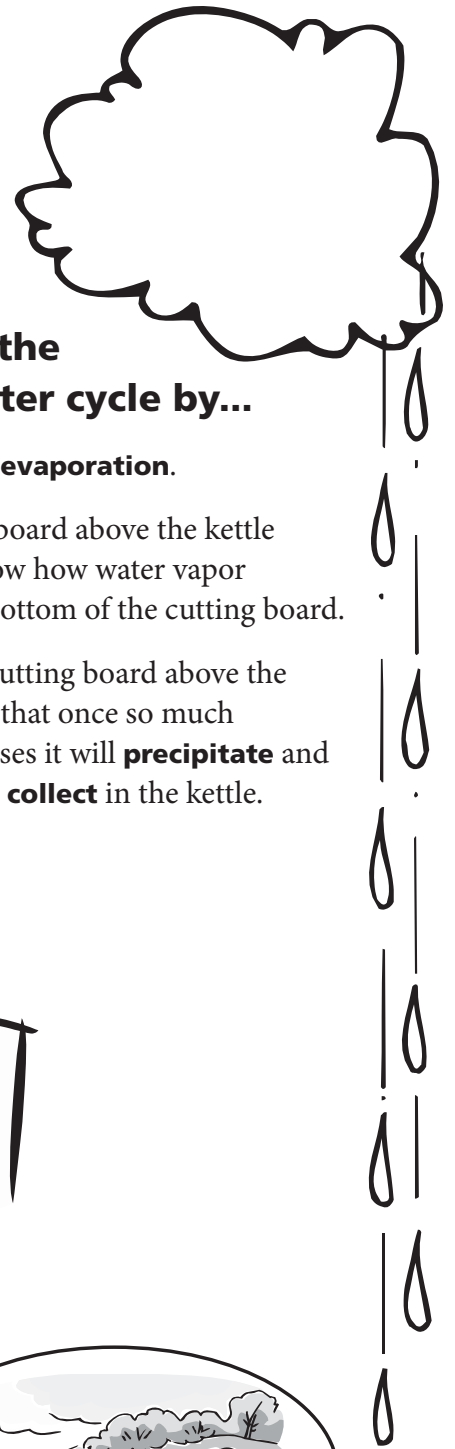 the
ter cycle by...
evaporation.
board above the kettle
ow how water vapor
ottom of the cutting board.
utting board above the
that once so much
ses it will precipitate and
collect in the kettle.